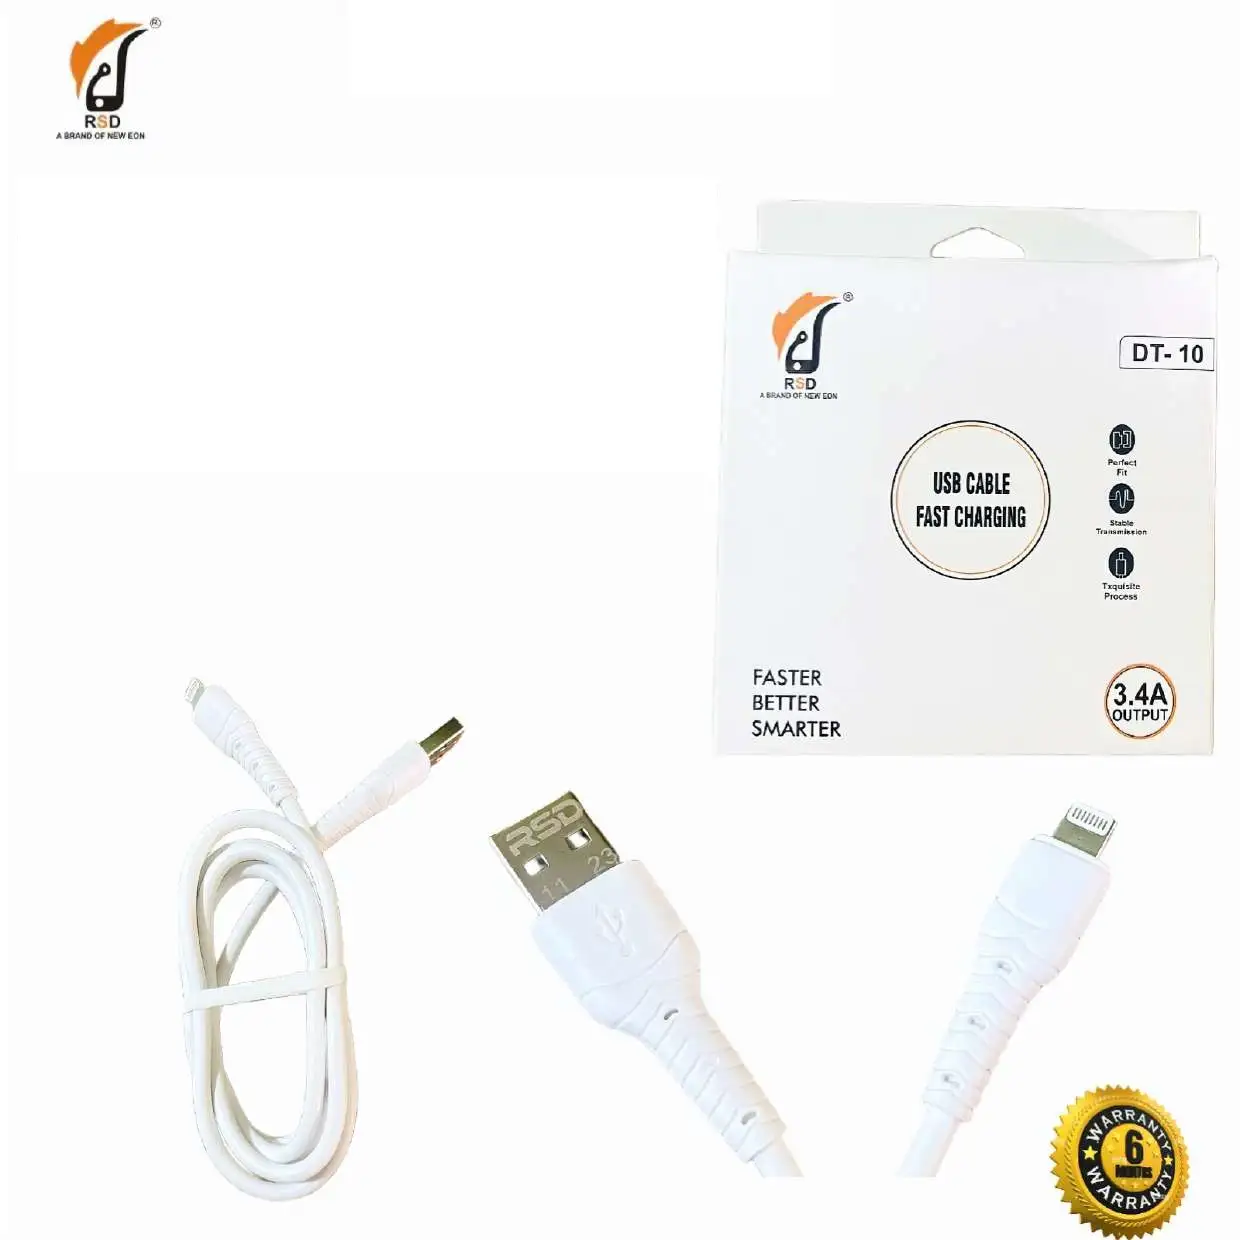 ®
RSD
A BRAND OF NEW EON
®
RSD
A BRAND OF NEW EON
DT- 10
USB CABLE
FAST CHARGING
Perfect
Fit
Stable
Transmission
Txquisite
Process
FASTER
BETTER
SMARTER
3.4A
OUTPUT
RSD
11 23
WARRANTY
6
MONTHS
WARRANTY